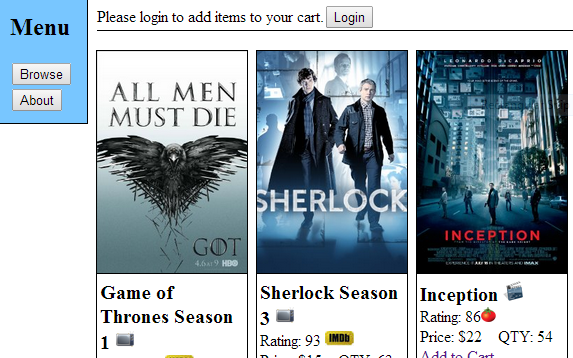 Menu
Browse
About
Please login to add items to your cart. Login
ALL MEN
MUST DIE
GOT
4.6 at 9 HBO
Game of
Thrones Season
1
SHERLOCK
Sherlock Season
3
Rating: 93 IMDb
LEONARDO DiCAPRIO
INCEPTION
Inception
Rating: 86
Price: $22 QTY: 54
Add to Cart